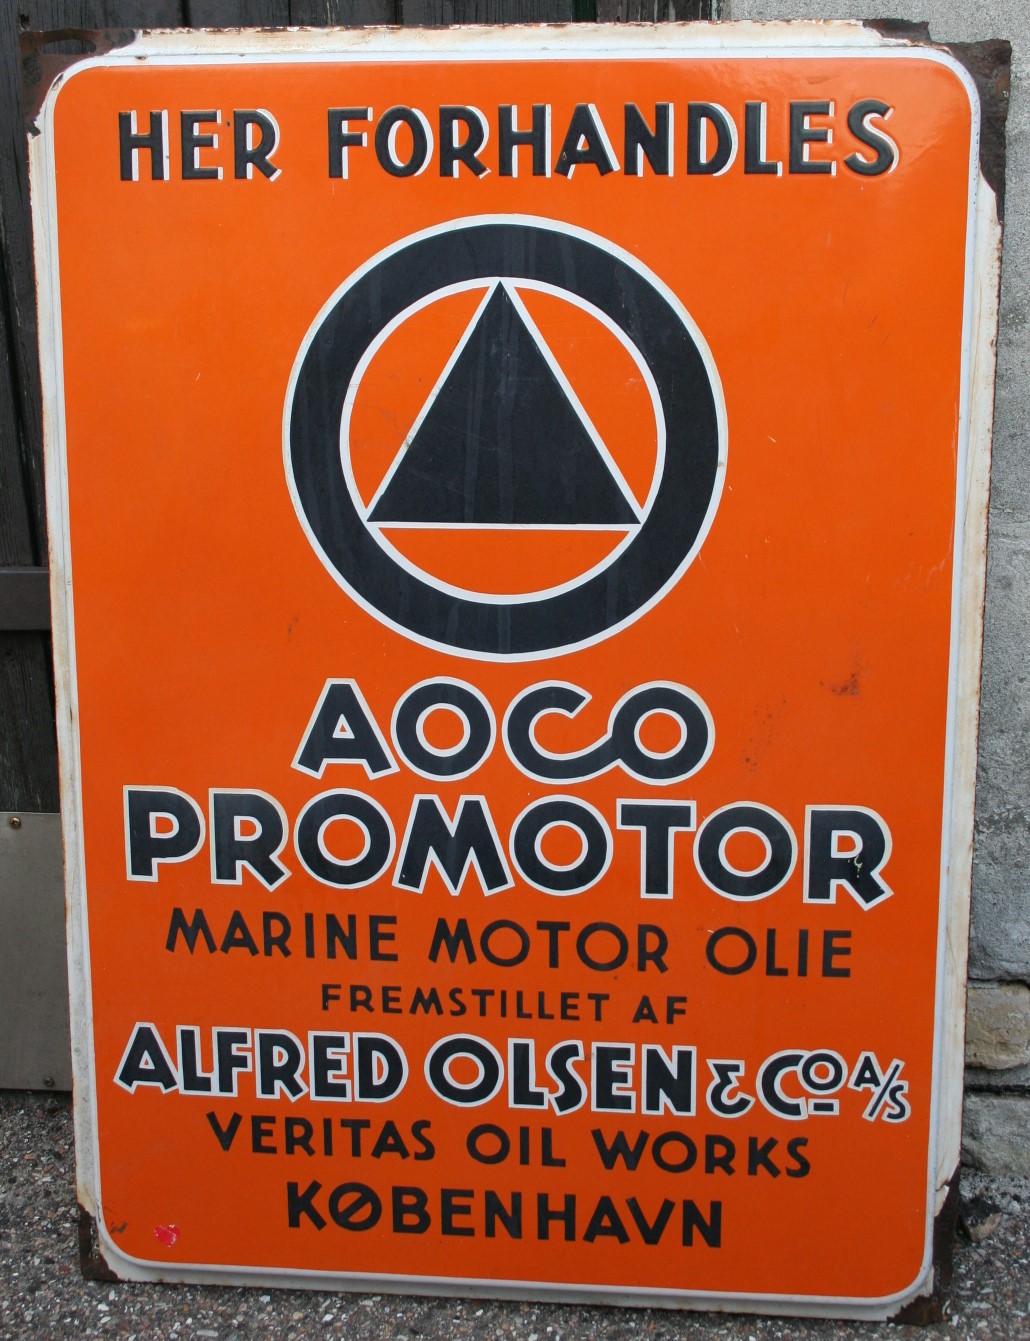 HER FORHANDLES
AOCO
PROMOTOR
MARINE MOTOR OLIE
FREMSTILLET AF
ALFRED OLSEN & Co A/S
VERITAS OIL WORKS
KØBENHAVN